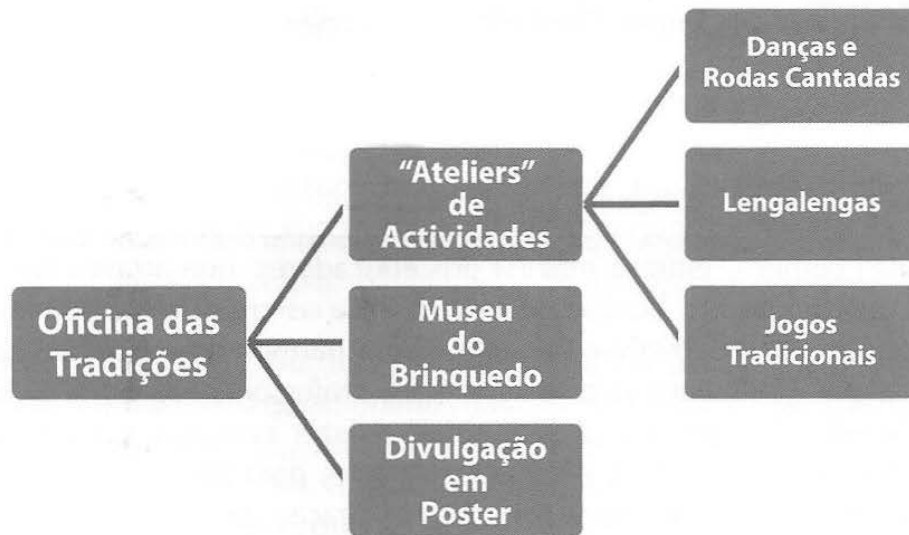 Oficina das
Tradições
"Ateliers"
de
Actividades
Museu
do
Brinquedo
Divulgação
em
Poster
Danças e
Rodas Cantadas
Lengalengas
Jogos
Tradicionais